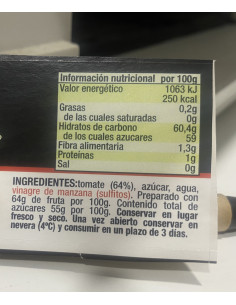 Información nutricional por 100g
Valor energético 1063 kJ
250 kcal
Grasas 0,2g
de las cuales saturadas 0g
Hidratos de carbono 60,4g
de los cuales azucares 59
Fibra alimentaria 1,3g
Proteínas 1g
Sal 0g
INGREDIENTES:tomate (64%), azúcar, agua,
vinagre de manzana (sulfitos). Preparado con
64g de fruta por 100g. Contenido total de
azúcares 55g por 100g. Conservar en lugar
fresco y seco. Una vez abierto conservar en
nevera (4ºC) y consumir en un plazo de 3 días.